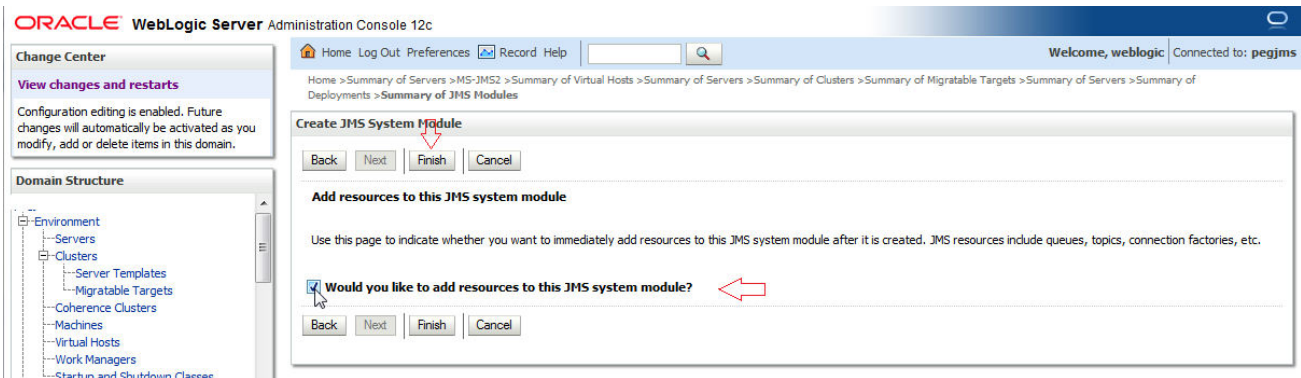 ORACLE WebLogic Server Administration Console 12c
Change Center
View changes and restarts
Configuration editing is enabled. Future
changes will automatically be activated as you
modify, add or delete items in this domain.
Domain Structure
Environment
Servers
Clusters
Server Templates
Migratable Targets
Coherence Clusters
Machines
Virtual Hosts
Work Managers
Startup and Shutdown Classes
Home Log Out Preferences Record Help
Welcome, weblogic Connected to: pegjms
Home >Summary of Servers >MS-JMS2 >Summary of Virtual Hosts >Summary of Servers >Summary of Clusters >Summary of Migratable Targets >Summary of Servers >Summary of
Deployments >Summary of JMS Modules
Create JMS System Module
Back Next Finish Cancel
Add resources to this JMS system module
Use this page to indicate whether you want to immediately add resources to this JMS system module after it is created. JMS resources include queues, topics, connection factories, etc.
Would you like to add resources to this JMS system module?
Back Next Finish Cancel